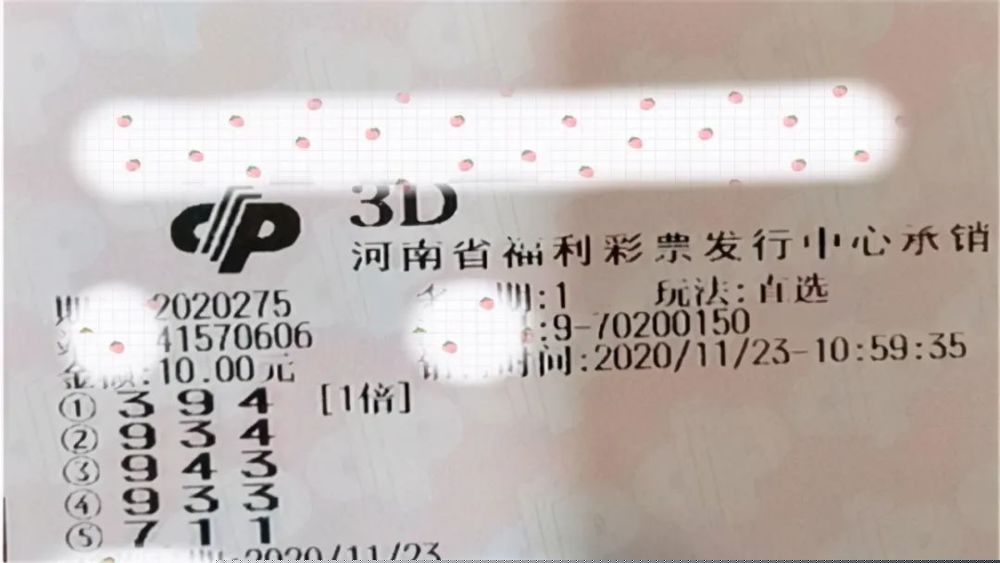 3D
河南省福利彩票发行中心承销
期 2020275 期:1 玩法:直选
41570606 :9-70200150
金额:10.00元 销 时间:2020/11/23-10:59:35
① 3 9 4 [1倍]
② 9 3 4
③ 9 4 3
④ 9 3 3
⑤ 7 1 1
2020/11/23